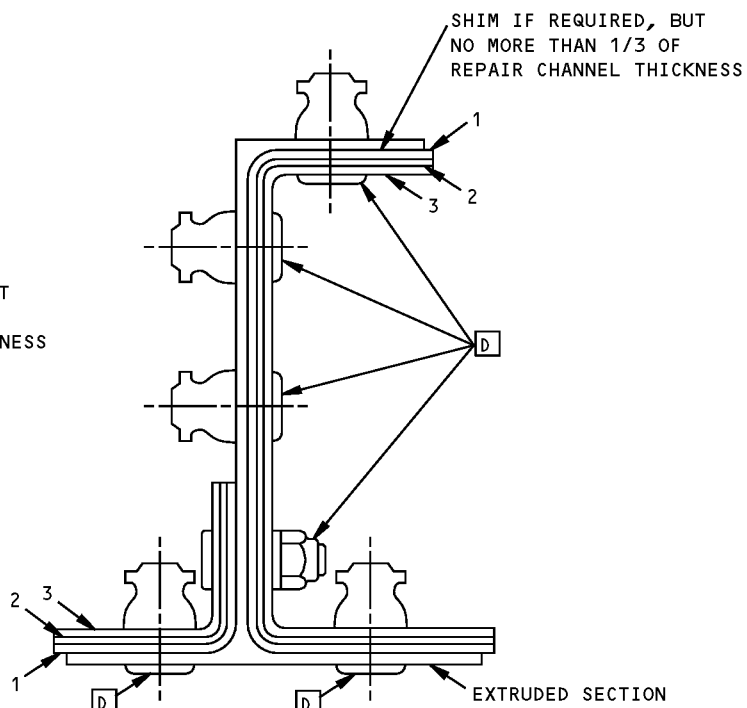 SHIM IF REQUIRED, BUT
NO MORE THAN 1/3 OF
REPAIR CHANNEL THICKNESS
1
2
3
T
NESS
D
3
2
1
D
D
EXTRUDED SECTION